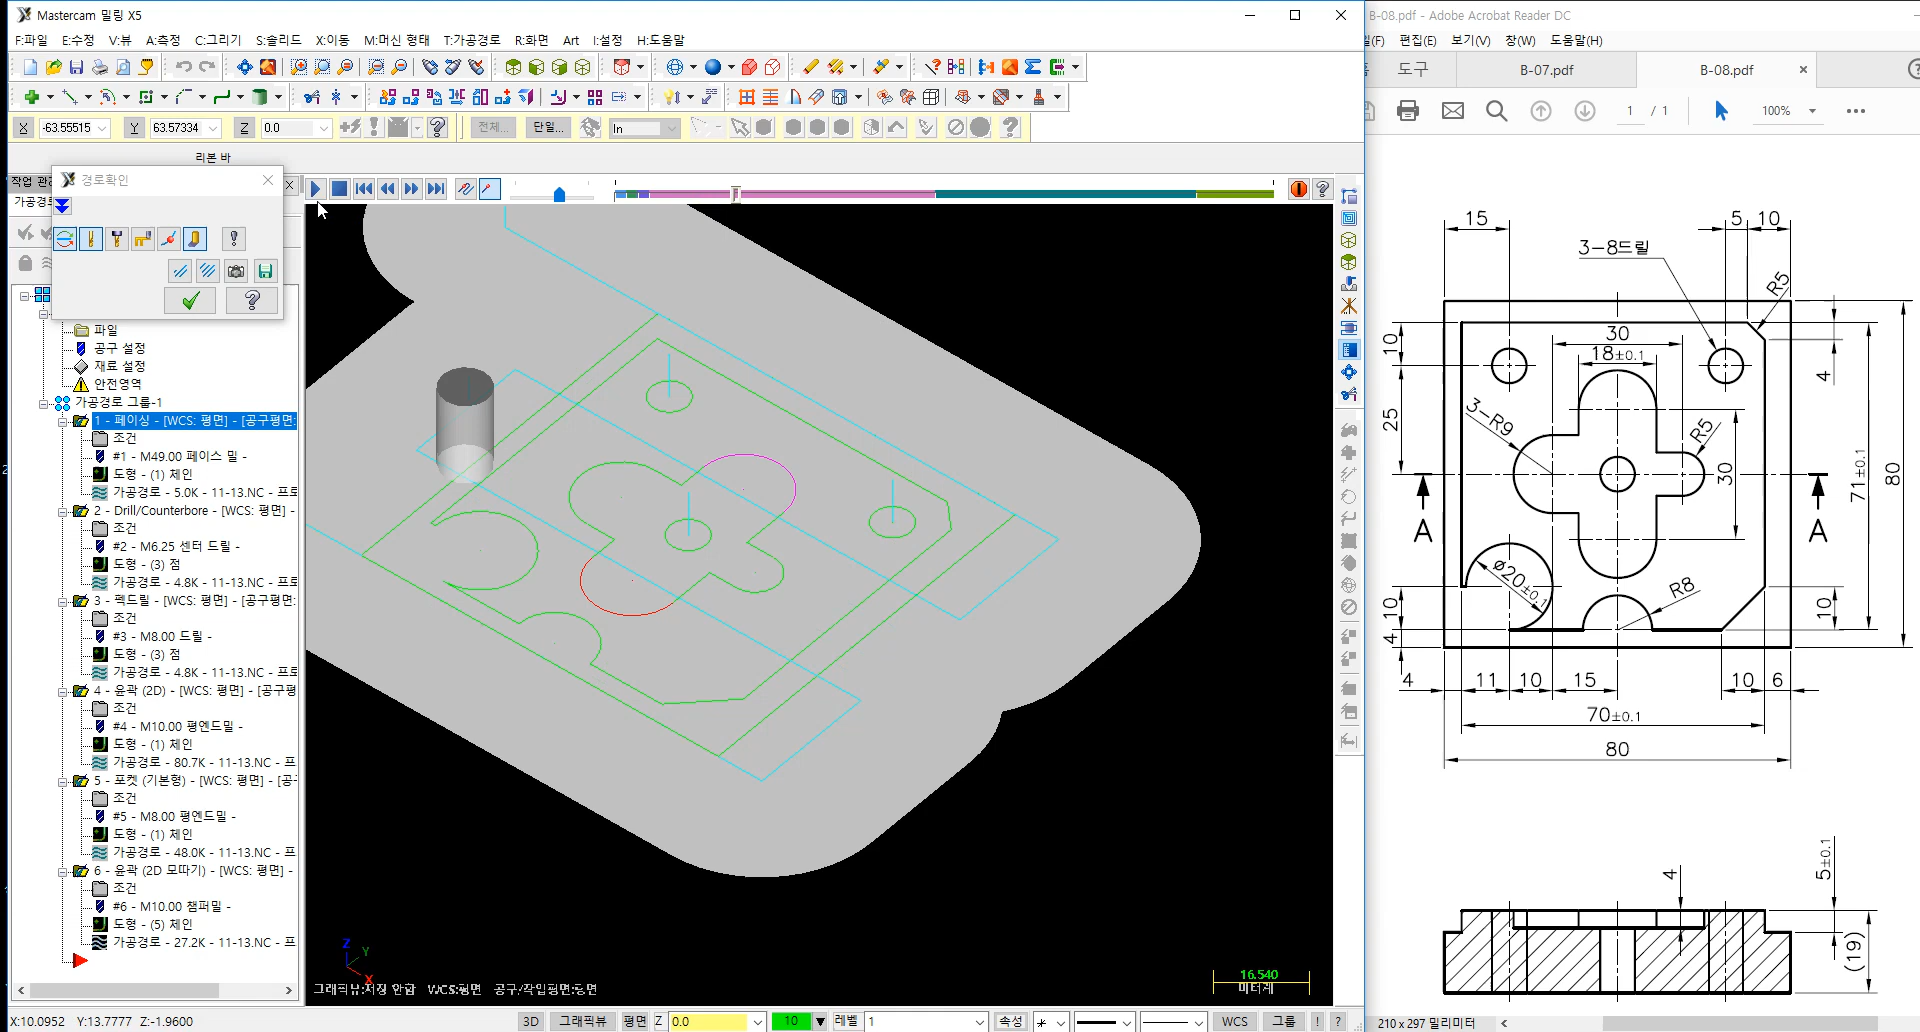 Mastercam 밀링 X5
F:파일 E:수정 V:뷰 A:측정 C:그리기 S:솔리드 X:이동 M:머신 형태 T:가공경로 R:화면 Art I:설정 H:도움말
X -63.55515 Y 63.57334 Z 0.0 전체... 단일... In
리본 바
작업 관
경로확인
가공경로
파일
공구 설정
재료 설정
안전영역
가공경로 그룹-1
1 - 페이싱 - [WCS: 평면] - [공구평면:
조건
#1 - M49.00 페이스 밀 -
도형 - (1) 체인
가공경로 - 5.0K - 11-13.NC - 프로
2 - Drill/Counterbore - [WCS: 평면] -
조건
#2 - M6.25 센터 드릴 -
도형 - (3) 점
가공경로 - 4.8K - 11-13.NC - 프로
3 - 펙드릴 - [WCS: 평면] - [공구평면:
조건
#3 - M8.00 드릴 -
도형 - (3) 점
가공경로 - 4.8K - 11-13.NC - 프로
4 - 윤곽 (2D) - [WCS: 평면] - [공구평
조건
#4 - M10.00 평엔드밀 -
도형 - (1) 체인
가공경로 - 80.7K - 11-13.NC - 프
5 - 포켓 (기본형) - [WCS: 평면] - [공
조건
#5 - M8.00 평엔드밀 -
도형 - (1) 체인
가공경로 - 48.0K - 11-13.NC - 프
6 - 윤곽 (2D 모따기) - [WCS: 평면] -
조건
#6 - M10.00 챔퍼밀 -
도형 - (5) 체인
가공경로 - 27.2K - 11-13.NC - 프
Z
Y
X
그래픽뷰:저장 안함 WCS:평면 공구/작업평면:평면
16.540
미터계
X:10.0952 Y:13.7777 Z:-1.9600
3D 그래픽뷰 평면 Z 0.0 10 레벨 1 속성 WCS 그룹 ! ?
B-08.pdf - Adobe Acrobat Reader DC
(F) 편집(E) 보기(V) 창(W) 도움말(H)
도구 B-07.pdf B-08.pdf
1 / 1 100%
15 5 10
3-8드릴
R5
30
10 18±0.1
4
25 3-R9 R5 30 71±0.1 80
A A
ø20±0.1 R8
10 10
4
4 11 10 15 10 6
70±0.1
80
4 5±0.1
(19)
210 x 297 밀리미터